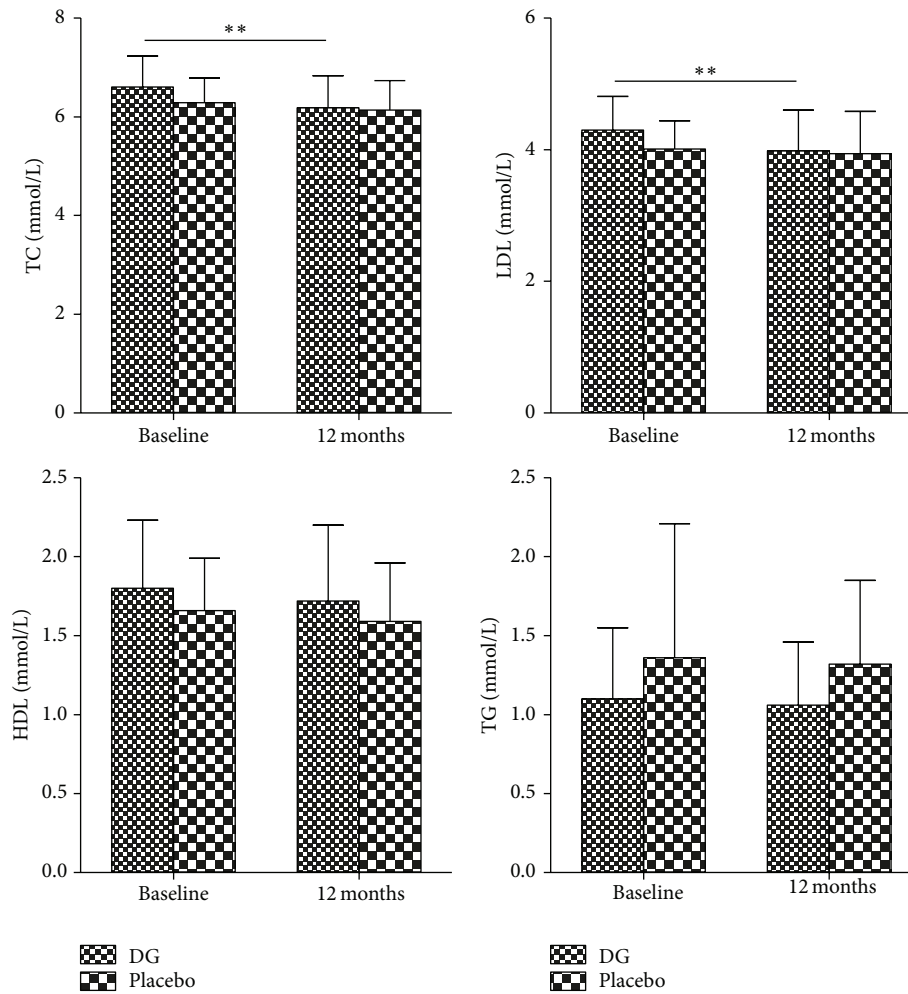 8
**
6
4
2
0
TC (mmol/L)
Baseline
12 months
6
**
4
2
0
LDL (mmol/L)
Baseline
12 months
2.5
2.0
1.5
1.0
0.5
0.0
HDL (mmol/L)
Baseline
12 months
2.5
2.0
1.5
1.0
0.5
0.0
TG (mmol/L)
Baseline
12 months
DG
Placebo
DG
Placebo